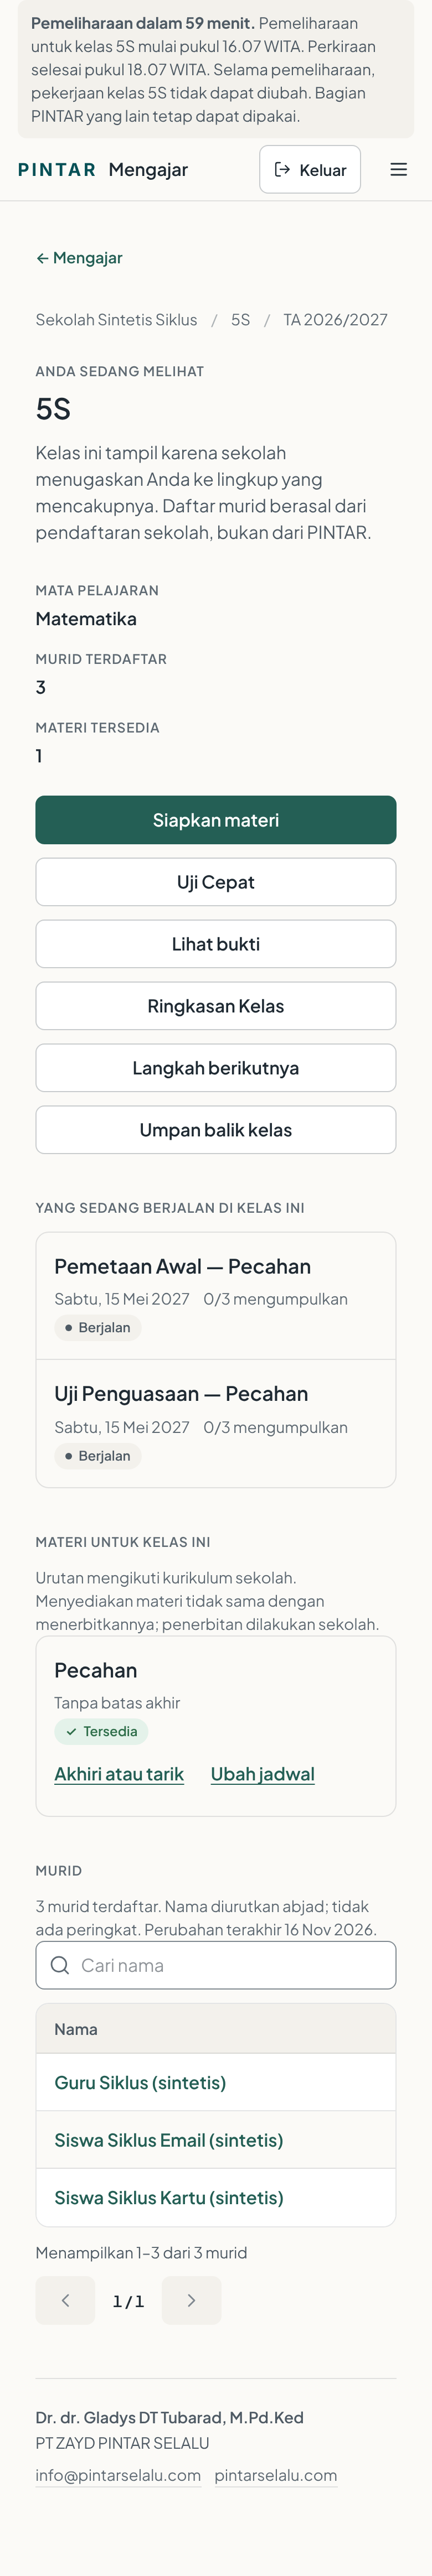 Pemeliharaan dalam 59 menit. Pemeliharaan
untuk kelas 5S mulai pukul 16.07 WITA. Perkiraan
selesai pukul 18.07 WITA. Selama pemeliharaan,
pekerjaan kelas 5S tidak dapat diubah. Bagian
PINTAR yang lain tetap dapat dipakai.
PINTAR Mengajar Keluar
← Mengajar
Sekolah Sintetis Siklus / 5S / TA 2026/2027
ANDA SEDANG MELIHAT
5S
Kelas ini tampil karena sekolah
menugaskan Anda ke lingkup yang
mencakupnya. Daftar murid berasal dari
pendaftaran sekolah, bukan dari PINTAR.
MATA PELAJARAN
Matematika
MURID TERDAFTAR
3
MATERI TERSEDIA
1
Siapkan materi
Uji Cepat
Lihat bukti
Ringkasan Kelas
Langkah berikutnya
Umpan balik kelas
YANG SEDANG BERJALAN DI KELAS INI
Pemetaan Awal — Pecahan
Sabtu, 15 Mei 2027 0/3 mengumpulkan
Berjalan
Uji Penguasaan — Pecahan
Sabtu, 15 Mei 2027 0/3 mengumpulkan
Berjalan
MATERI UNTUK KELAS INI
Urutan mengikuti kurikulum sekolah.
Menyediakan materi tidak sama dengan
menerbitkannya; penerbitan dilakukan sekolah.
Pecahan
Tanpa batas akhir
Tersedia
Akhiri atau tarik Ubah jadwal
MURID
3 murid terdaftar. Nama diurutkan abjad; tidak
ada peringkat. Perubahan terakhir 16 Nov 2026.
Cari nama
Nama
Guru Siklus (sintetis)
Siswa Siklus Email (sintetis)
Siswa Siklus Kartu (sintetis)
Menampilkan 1–3 dari 3 murid
1/1
Dr. dr. Gladys DT Tubarad, M.Pd.Ked
PT ZAYD PINTAR SELALU
info@pintarselalu.com pintarselalu.com